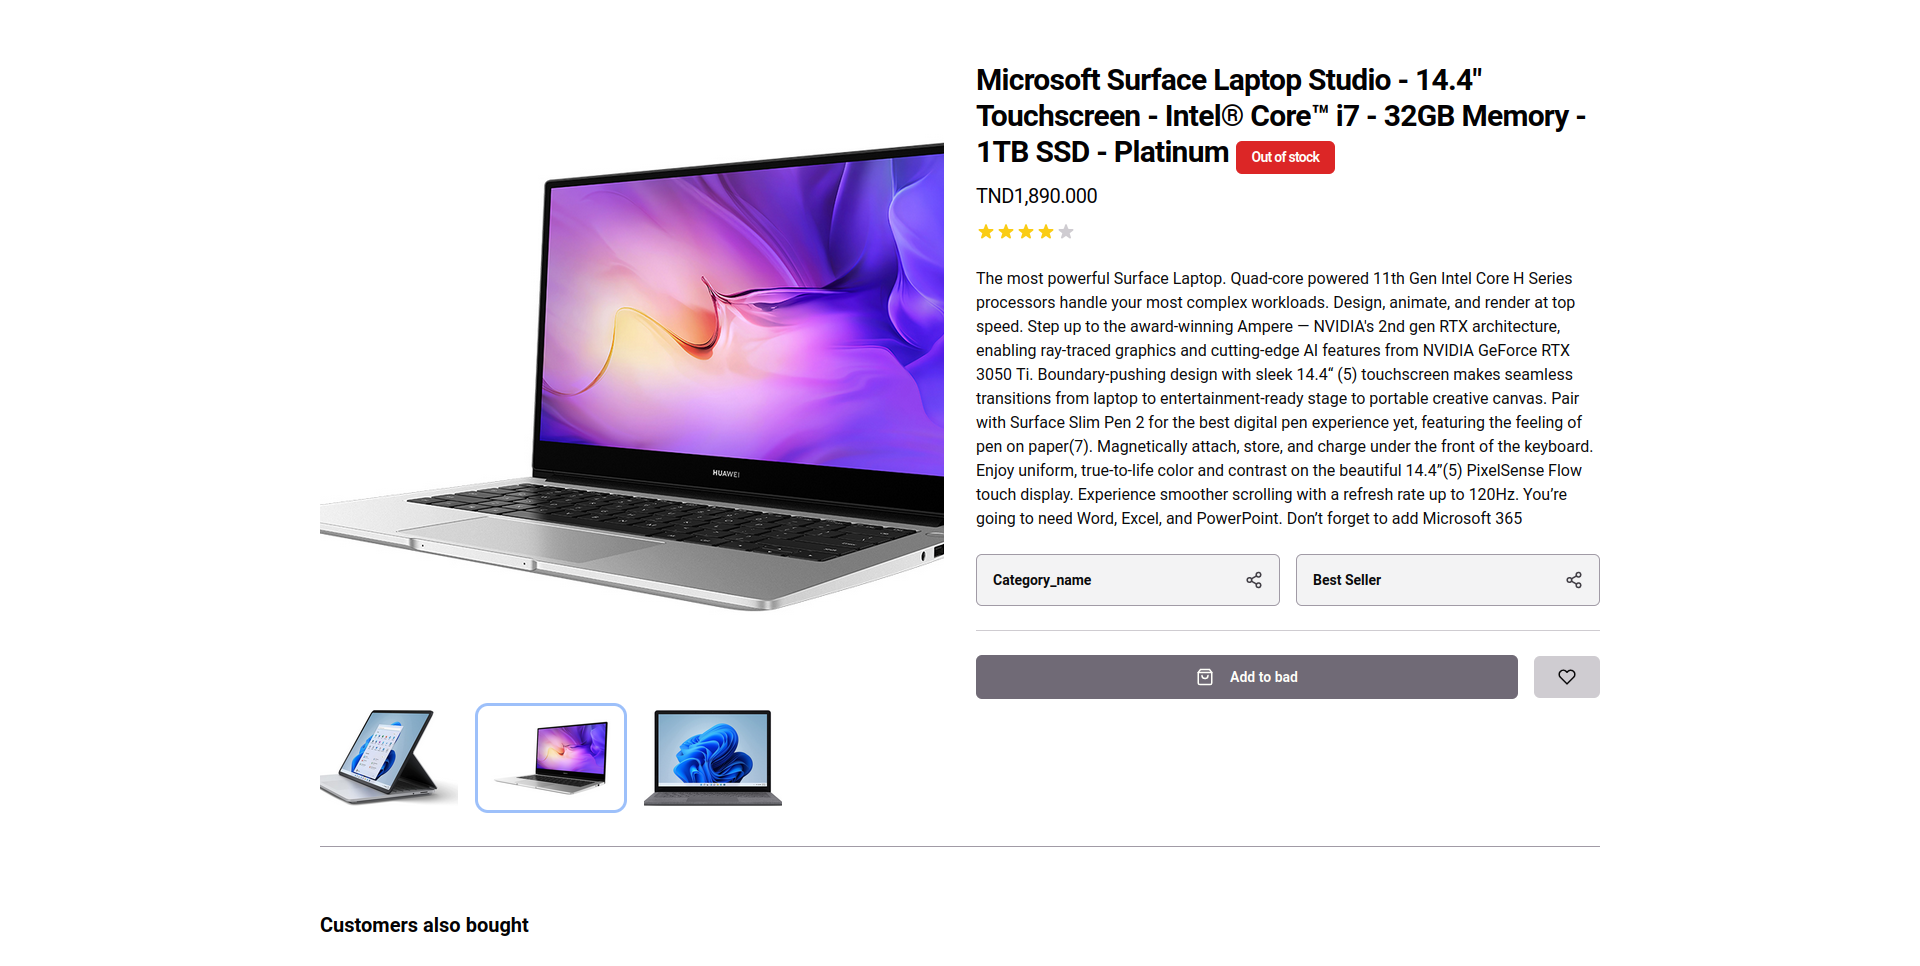 Microsoft Surface Laptop Studio - 14.4"
Touchscreen - Intel® Core™ i7 - 32GB Memory -
1TB SSD - Platinum Out of stock
TND1,890.000
The most powerful Surface Laptop. Quad-core powered 11th Gen Intel Core H Series
processors handle your most complex workloads. Design, animate, and render at top
speed. Step up to the award-winning Ampere — NVIDIA's 2nd gen RTX architecture,
enabling ray-traced graphics and cutting-edge AI features from NVIDIA GeForce RTX
3050 Ti. Boundary-pushing design with sleek 14.4“ (5) touchscreen makes seamless
transitions from laptop to entertainment-ready stage to portable creative canvas. Pair
with Surface Slim Pen 2 for the best digital pen experience yet, featuring the feeling of
pen on paper(7). Magnetically attach, store, and charge under the front of the keyboard.
Enjoy uniform, true-to-life color and contrast on the beautiful 14.4”(5) PixelSense Flow
touch display. Experience smoother scrolling with a refresh rate up to 120Hz. You’re
going to need Word, Excel, and PowerPoint. Don’t forget to add Microsoft 365
HUAWEI
Category_name
Best Seller
Add to bad
Customers also bought